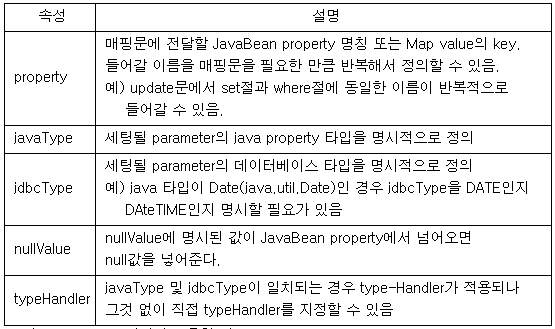 속성 설명
property
매핑문에 전달할 JavaBean property 명칭 또는 Map value의 key.
들어갈 이름을 매핑문을 필요한 만큼 반복해서 정의할 수 있음.
예) update문에서 set절과 where절에 동일한 이름이 반복적으로
들어갈 수 있음.
javaType
세팅될 parameter의 java property 타입을 명시적으로 정의
jdbcType
세팅될 parameter의 데이터베이스 타입을 명시적으로 정의
예) java 타입이 Date(java.util.Date)인 경우 jdbcType을 DATE인지
DAteTIME인지 명시할 필요가 있음
nullValue
nullValue에 명시된 값이 JavaBean property에서 넘어오면
null값을 넣어준다.
typeHandler
javaType 및 jdbcType이 일치되는 경우 type-Handler가 적용되나
그것 없이 직접 typeHandler를 지정할 수 있음